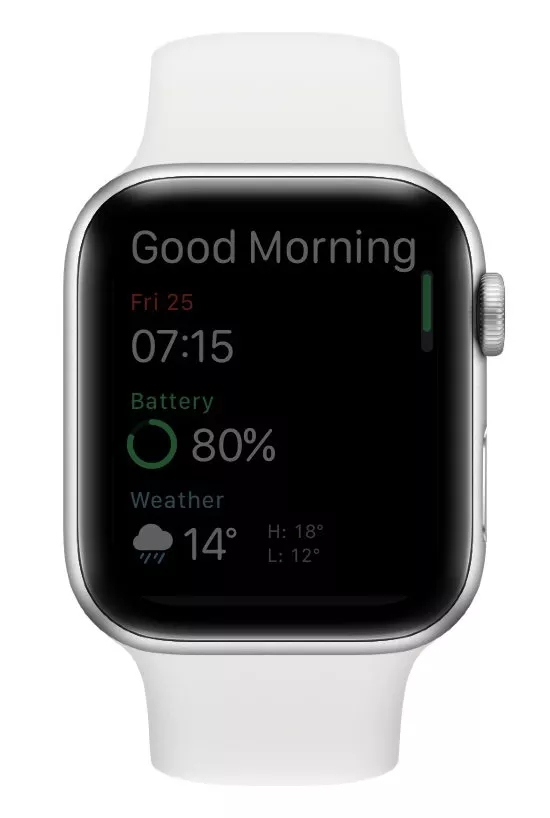 Good Morning
Fri 25
07:15
Battery
80%
Weather
14° H: 18°
L: 12°